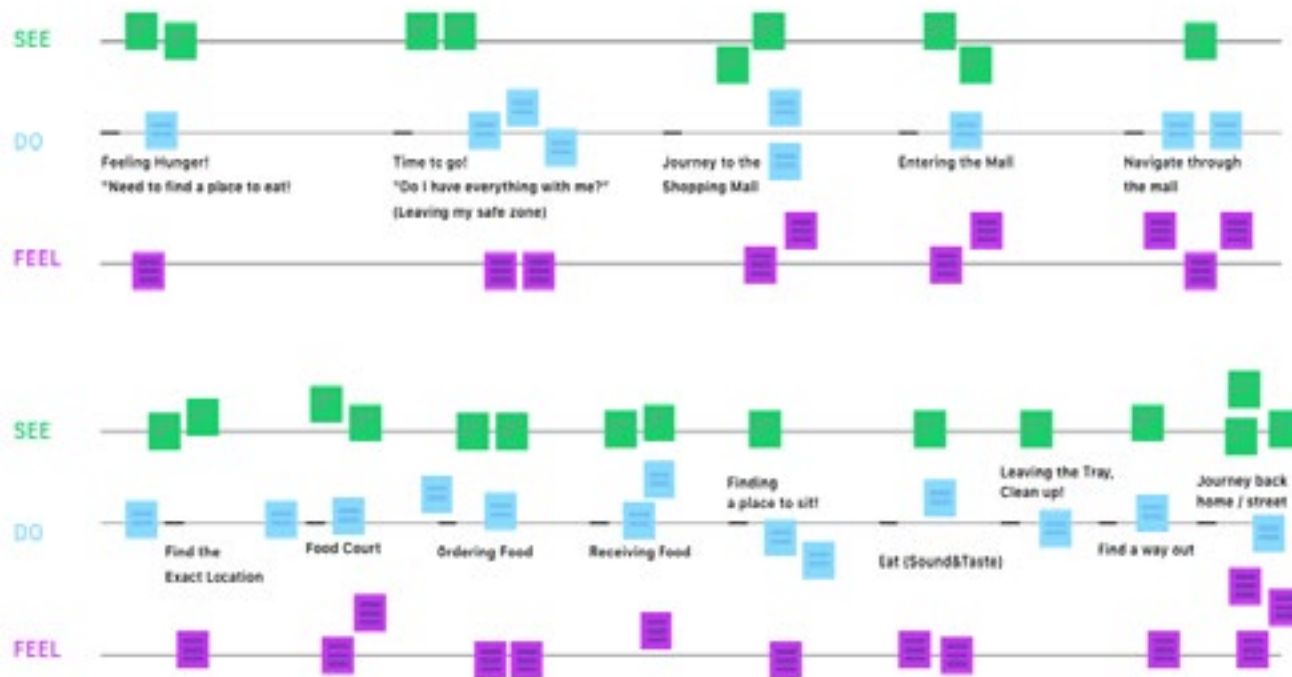 SEE
DO
Feeling Hunger!
"Need to find a place to eat!
Time to go!
"Do I have everything with me?"
(Leaving my safe zone)
Journey to the
Shopping Mall
Entering the Mall
Navigate through
the mall
FEEL
SEE
DO
Find the
Exact Location
Food Court
Ordering Food
Receiving Food
Finding
a place to sit!
Eat (Sound&Taste)
Leaving the Tray,
Clean up!
Find a way out
Journey back
home / street
FEEL